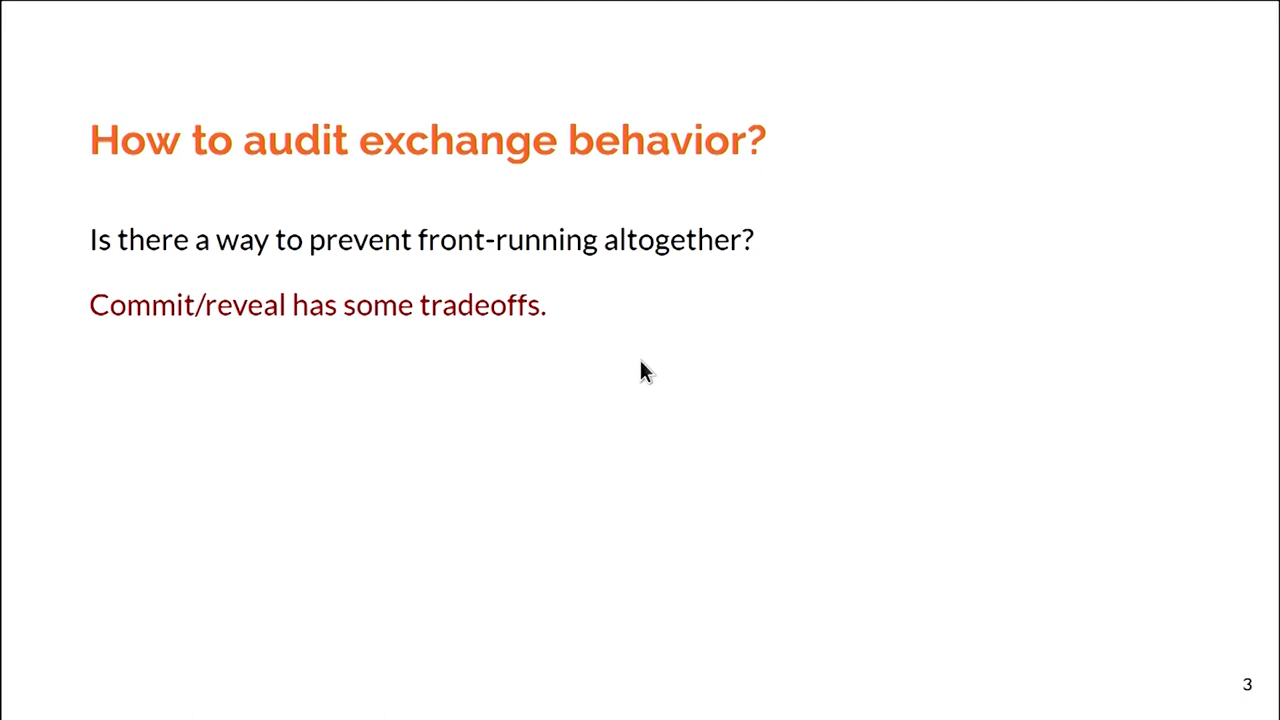 How to audit exchange behavior?
Is there a way to prevent front-running altogether?
Commit/reveal has some tradeoffs.
3